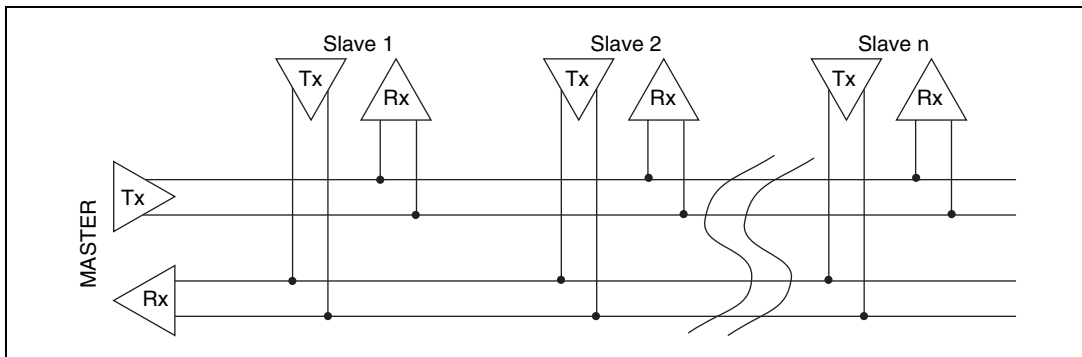 Slave 1
Slave 2
Slave n
Tx
Rx
Tx
Rx
Tx
Rx
MASTER
Tx
Rx